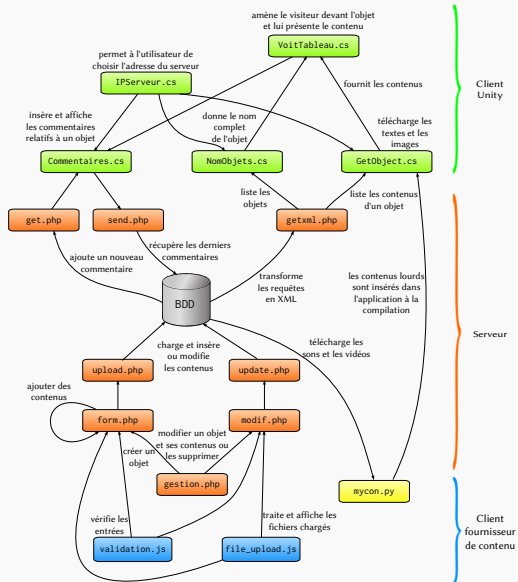 amène le visiteur devant l'objet
et lui présente le contenu
VoitTableau.cs
permet à l'utilisateur de
choisir l'adresse du serveur
IPServeur.cs
fournit les contenus
Client
Unity
insère et affiche
les commentaires
relatifs à un objet
donne le nom
complet
de l'objet
télécharge les
textes et les
images
Commentaires.cs
NomObjets.cs
GetObject.cs
liste les
objets
liste les contenus
d'un objet
get.php
send.php
getxml.php
ajoute un nouveau
commentaire
récupère les derniers
commentaires
BDD
transforme
les requêtes
en XML
les contenus lourds
sont insérés dans
l'application à la
compilation
Serveur
charge et insère
ou modifie
les contenus
télécharge les
sons et les vidéos
upload.php
update.php
ajouter des
contenus
form.php
modif.php
modifier un objet
et ses contenus ou
les supprimer
créer un
objet
gestion.php
mycon.py
vérifie les
entrées
traite et affiche les
fichiers chargés
Client
fournisseur
de contenu
validation.js
file_upload.js